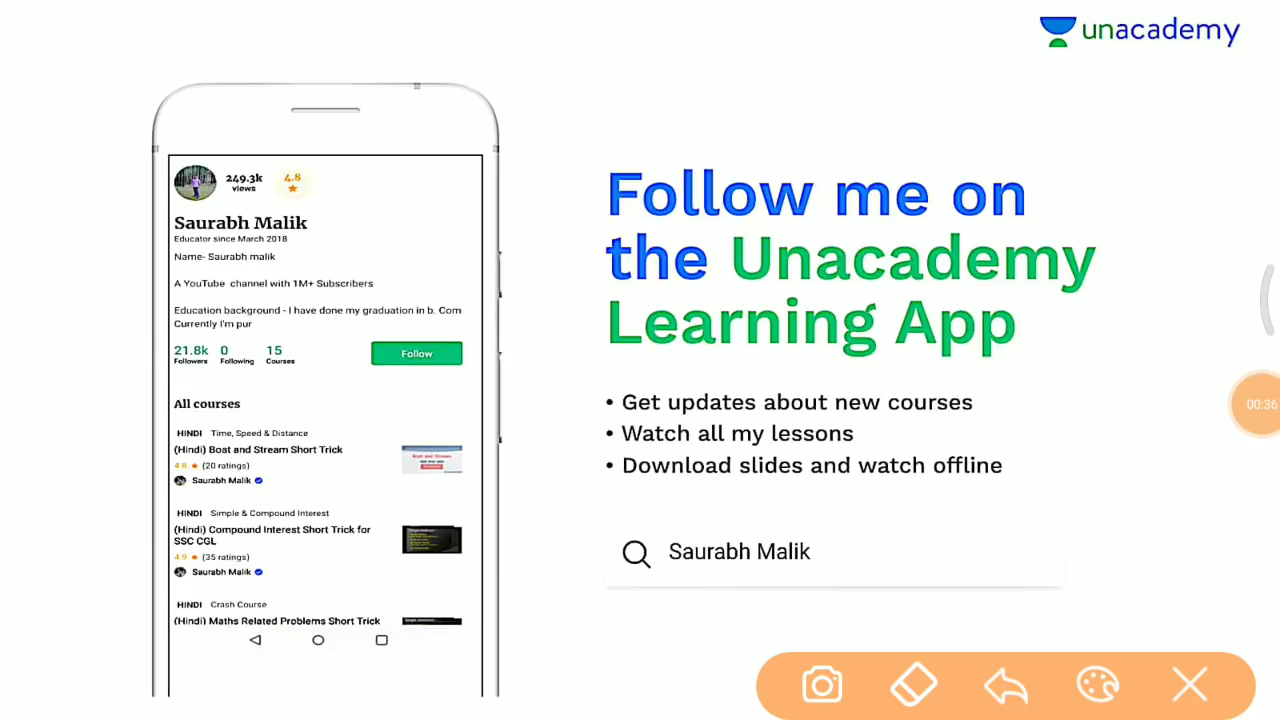 unacademy
249.3k
views
4.8
Saurabh Malik
Educator since March 2018
Name- Saurabh malik
A YouTube channel with 1M+ Subscribers
Education background - I have done my graduation in b. Com
Currently I'm pur
21.8k 0 15
Followers Following Courses
Follow
All courses
HINDI Time, Speed & Distance
(Hindi) Boat and Stream Short Trick
4.8 ★ (20 ratings)
Saurabh Malik
Boat and Stream
HINDI Simple & Compound Interest
(Hindi) Compound Interest Short Trick for
SSC CGL
4.9 ★ (35 ratings)
Saurabh Malik
HINDI Crash Course
(Hindi) Maths Related Problems Short Trick
Follow me on
the Unacademy
Learning App
• Get updates about new courses
• Watch all my lessons
• Download slides and watch offline
Saurabh Malik
00:36